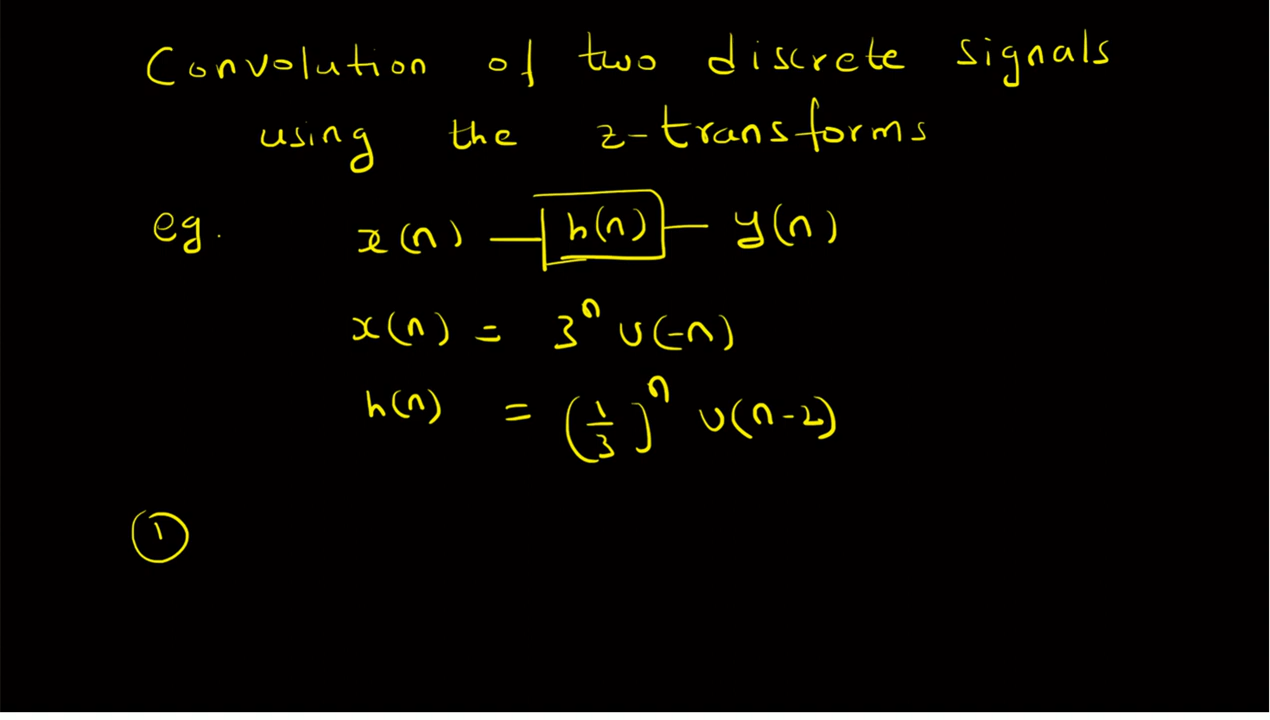 Convolution of two discrete signals
using the z-transforms
eg. x(n) — h(n) — y(n)
x(n) = 3ⁿ u(-n)
h(n) = (1/3)ⁿ u(n-2)
①